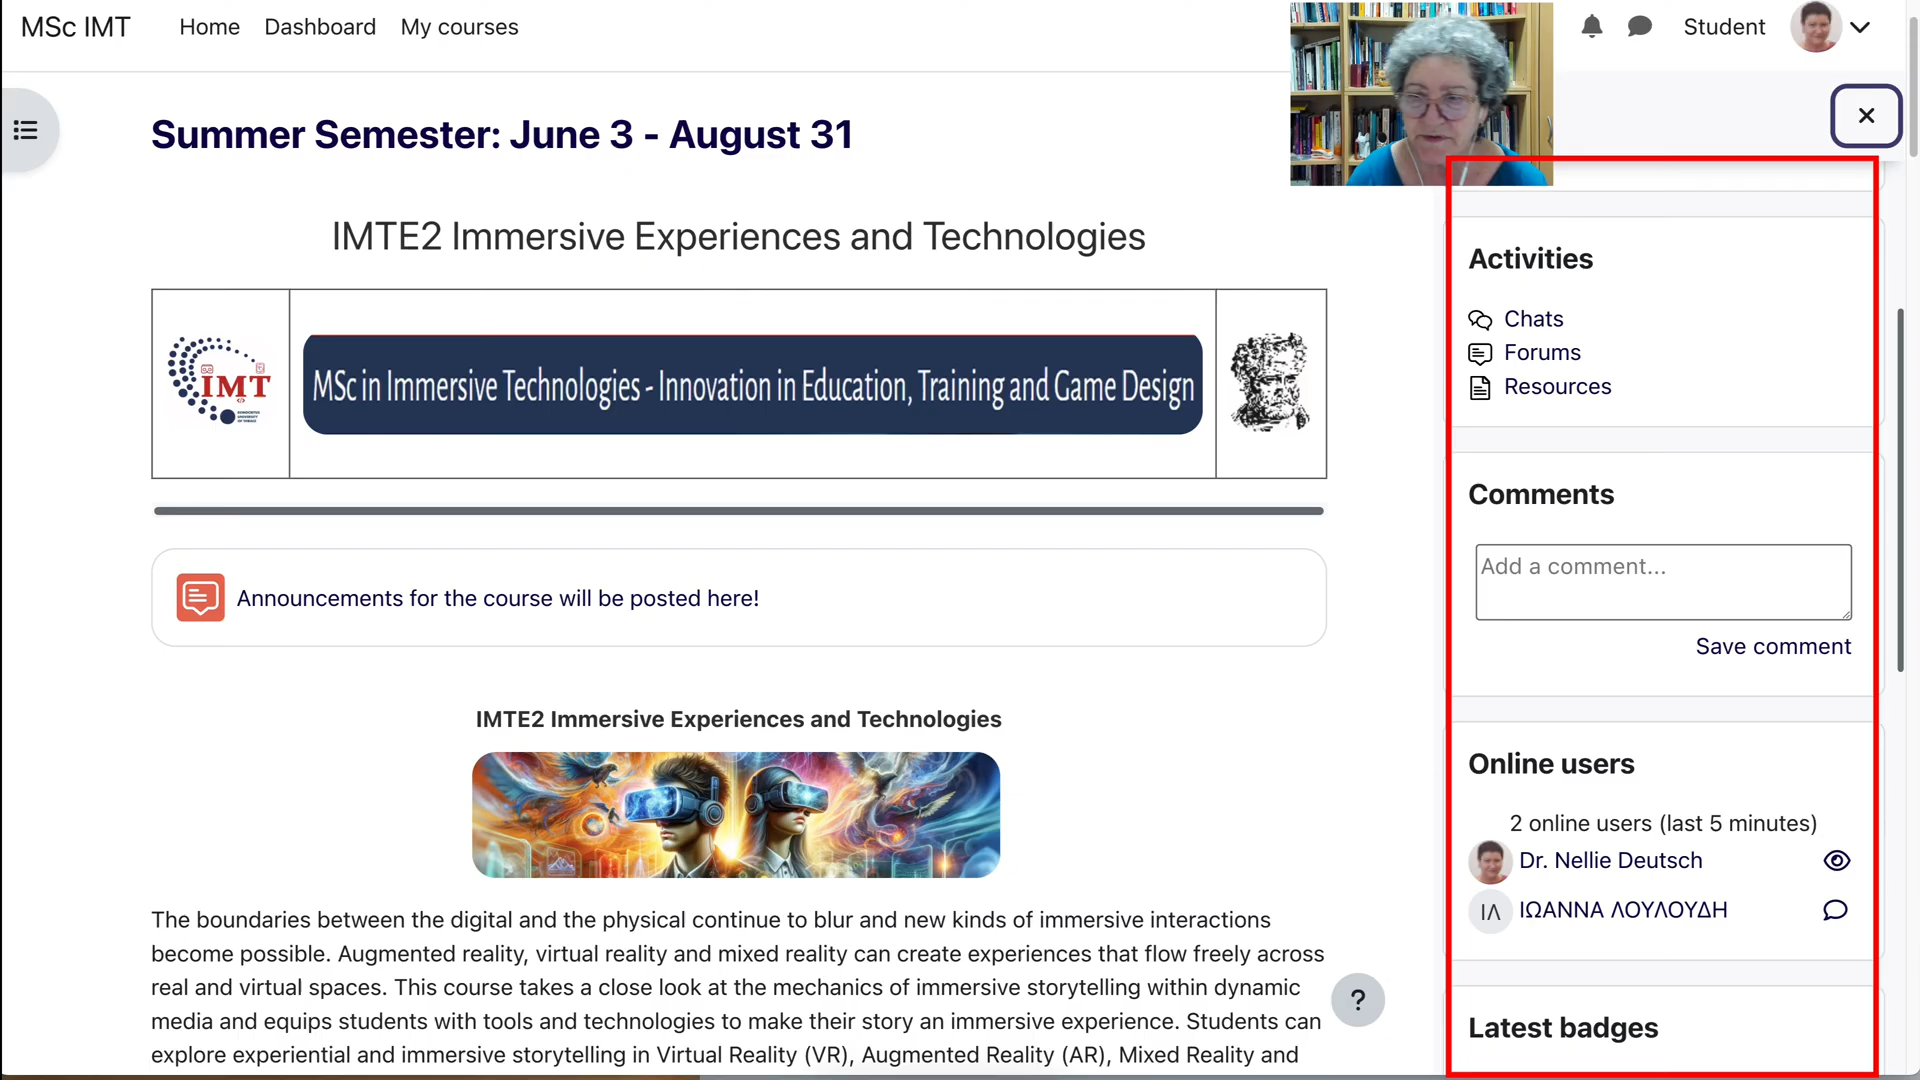 MSc IMT
Home Dashboard My courses
Student
Summer Semester: June 3 - August 31
IMTE2 Immersive Experiences and Technologies
IMT
MSc in Immersive Technologies - Innovation in Education, Training and Game Design
Announcements for the course will be posted here!
IMTE2 Immersive Experiences and Technologies
The boundaries between the digital and the physical continue to blur and new kinds of immersive interactions
become possible. Augmented reality, virtual reality and mixed reality can create experiences that flow freely across
real and virtual spaces. This course takes a close look at the mechanics of immersive storytelling within dynamic
media and equips students with tools and technologies to make their story an immersive experience. Students can
explore experiential and immersive storytelling in Virtual Reality (VR), Augmented Reality (AR), Mixed Reality and
?
Activities
Chats
Forums
Resources
Comments
Add a comment...
Save comment
Online users
2 online users (last 5 minutes)
Dr. Nellie Deutsch
ΙΛ ΙΩΑΝΝΑ ΛΟΥΛΟΥΔΗ
Latest badges